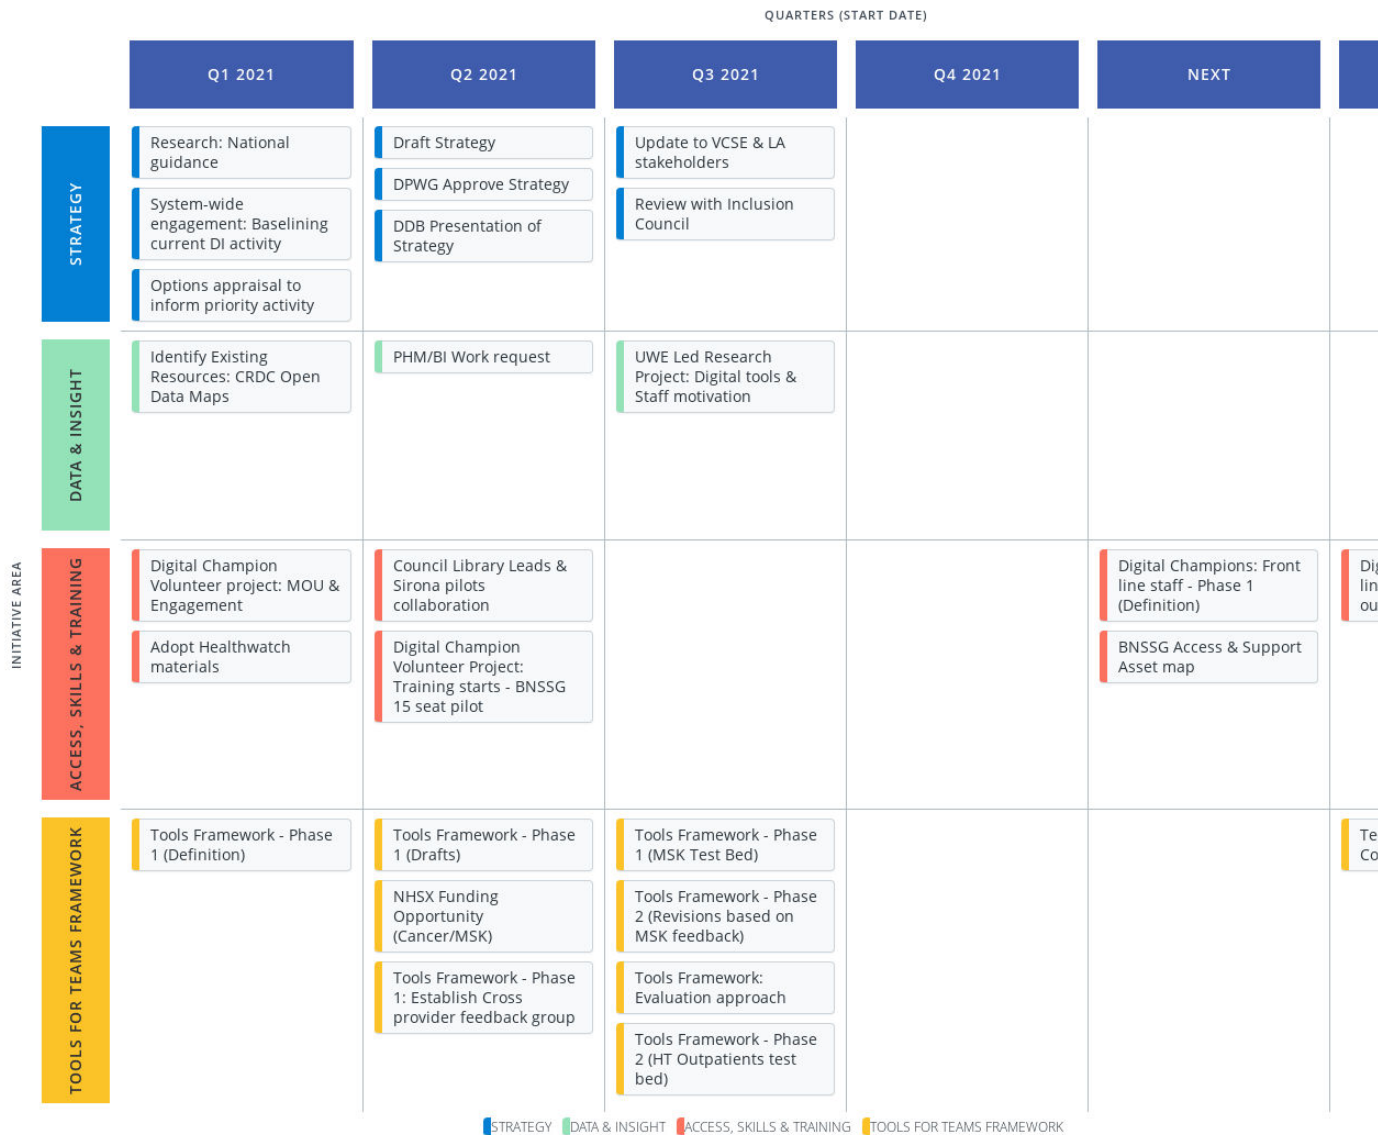 QUARTERS (START DATE)
Q1 2021
Q2 2021
Q3 2021
Q4 2021
NEXT
INITIATIVE AREA
STRATEGY
Research: National
guidance
System-wide
engagement: Baselining
current DI activity
Options appraisal to
inform priority activity
Draft Strategy
DPWG Approve Strategy
DDB Presentation of
Strategy
Update to VCSE & LA
stakeholders
Review with Inclusion
Council
DATA & INSIGHT
Identify Existing
Resources: CRDC Open
Data Maps
PHM/BI Work request
UWE Led Research
Project: Digital tools &
Staff motivation
ACCESS, SKILLS & TRAINING
Digital Champion
Volunteer project: MOU &
Engagement
Adopt Healthwatch
materials
Council Library Leads &
Sirona pilots
collaboration
Digital Champion
Volunteer Project:
Training starts - BNSSG
15 seat pilot
Digital Champions: Front
line staff - Phase 1
(Definition)
BNSSG Access & Support
Asset map
TOOLS FOR TEAMS FRAMEWORK
Tools Framework - Phase
1 (Definition)
Tools Framework - Phase
1 (Drafts)
NHSX Funding
Opportunity
(Cancer/MSK)
Tools Framework - Phase
1: Establish Cross
provider feedback group
Tools Framework - Phase
1 (MSK Test Bed)
Tools Framework - Phase
2 (Revisions based on
MSK feedback)
Tools Framework:
Evaluation approach
Tools Framework - Phase
2 (HT Outpatients test
bed)
STRATEGY
DATA & INSIGHT
ACCESS, SKILLS & TRAINING
TOOLS FOR TEAMS FRAMEWORK